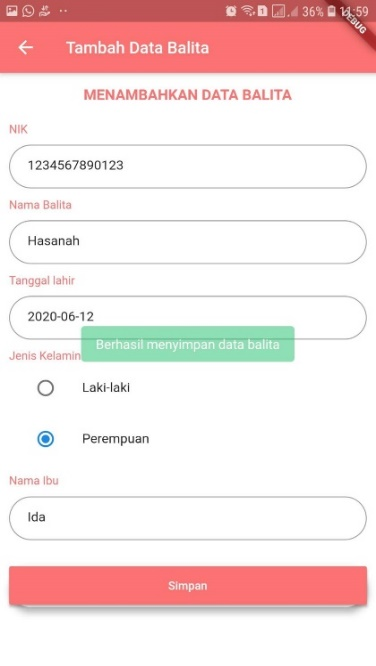 36% 11:59
DEBUG
Tambah Data Balita
MENAMBAHKAN DATA BALITA
NIK
1234567890123
Nama Balita
Hasanah
Tanggal lahir
2020-06-12
Berhasil menyimpan data balita
Jenis Kelamin
Laki-laki
Perempuan
Nama Ibu
Ida
Simpan